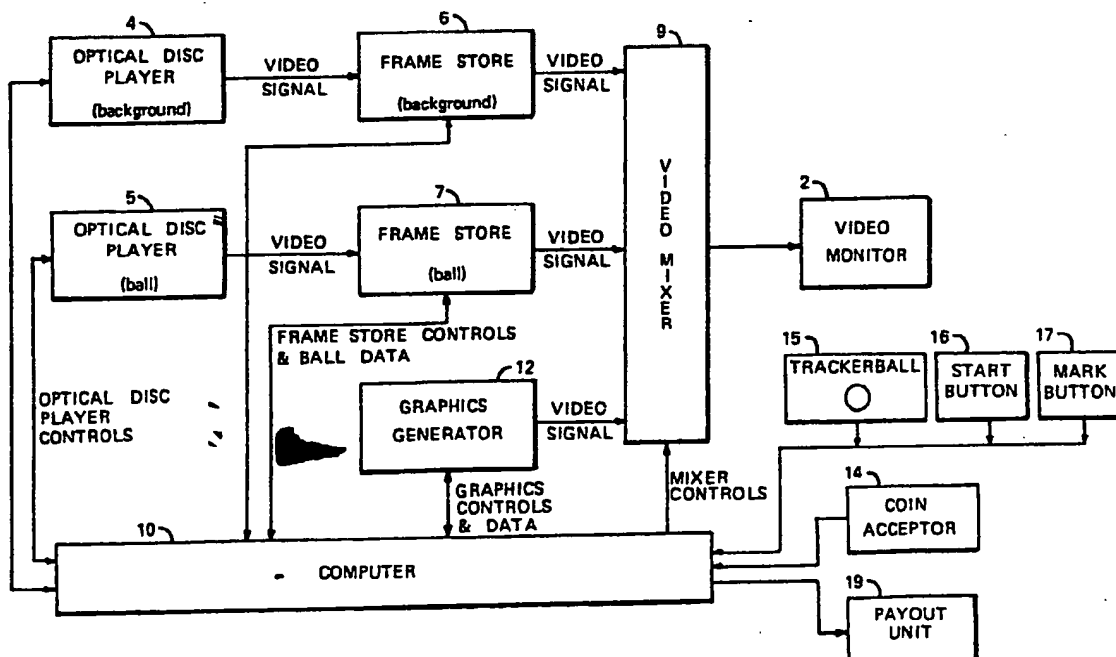 4
OPTICAL DISC
PLAYER
(background)
VIDEO
SIGNAL
6
FRAME STORE
(background)
VIDEO
SIGNAL
9
VIDEO MIXER
5
OPTICAL DISC
PLAYER
(ball)
VIDEO
SIGNAL
7
FRAME STORE
(ball)
VIDEO
SIGNAL
2
VIDEO
MONITOR
FRAME STORE CONTROLS
& BALL DATA
OPTICAL DISC
PLAYER
CONTROLS
12
GRAPHICS
GENERATOR
VIDEO
SIGNAL
15
TRACKERBALL
16
START
BUTTON
17
MARK
BUTTON
GRAPHICS
CONTROLS
& DATA
MIXER
CONTROLS
14
COIN
ACCEPTOR
10
COMPUTER
19
PAYOUT
UNIT